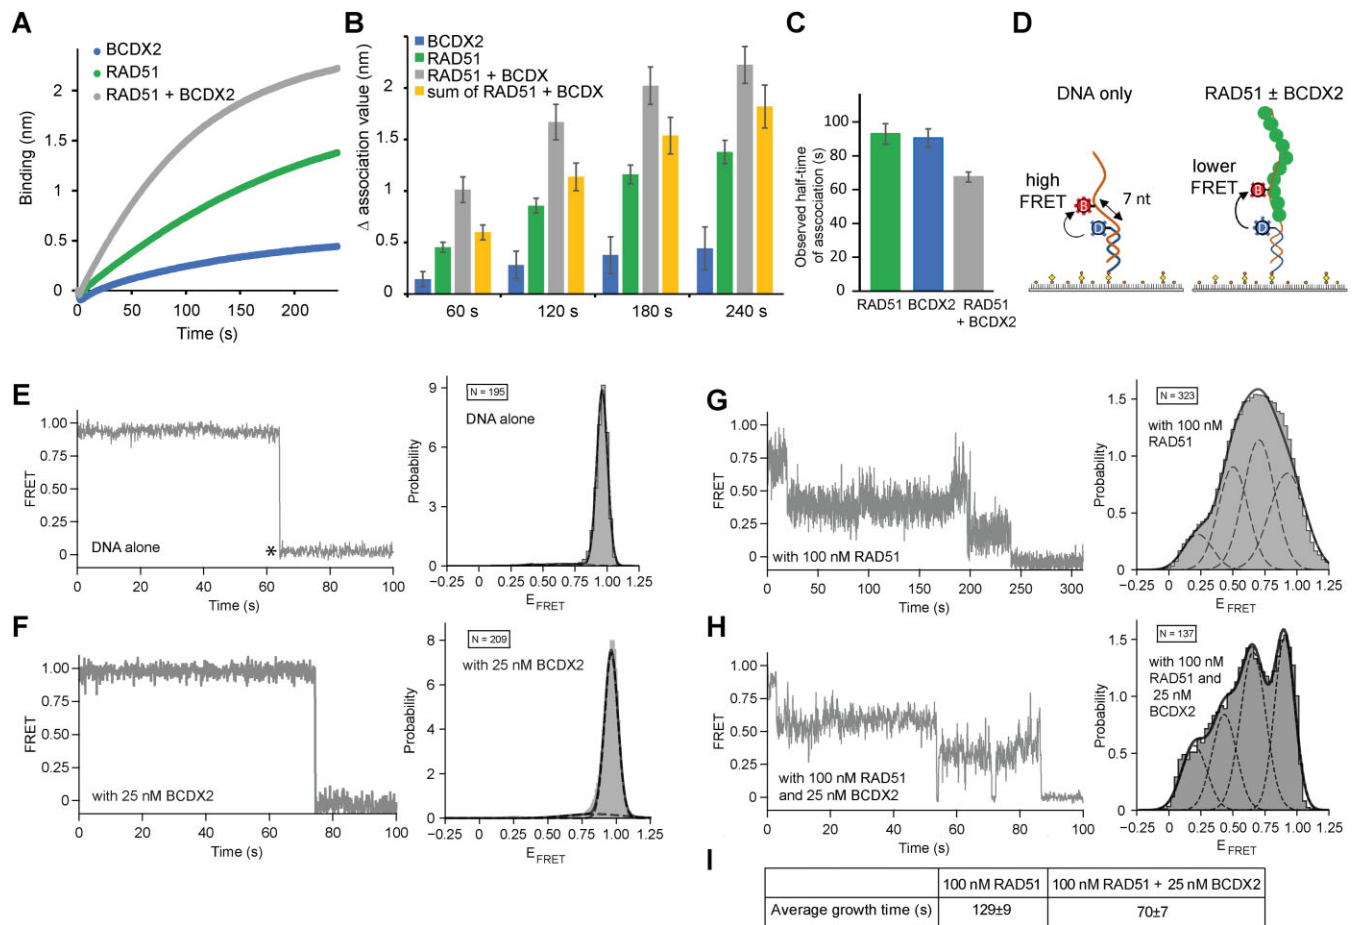 A
BCDX2
RAD51
RAD51 + BCDX2
Binding (nm)
2
1.5
1
0.5
0
0 50 100 150 200
Time (s)
B
BCDX2
RAD51
RAD51 + BCDX
sum of RAD51 + BCDX
Δ association value (nm)
2
1.5
1
0.5
0
60 s 120 s 180 s 240 s
C
Observed half-time
of association (s)
100
80
60
40
20
0
RAD51 BCDX2 RAD51
+ BCDX2
D
DNA only
RAD51 ± BCDX2
high
FRET
B
7 nt
D
lower
FRET
B
D
E
FRET
1.00
0.75
0.50
0.25
0
DNA alone
*
0 20 40 60 80 100
Time (s)
Probability
9
6
3
0
N = 195
DNA alone
−0.25 0 0.25 0.50 0.75 1.00 1.25
E FRET
F
FRET
1.00
0.75
0.50
0.25
0
with 25 nM BCDX2
0 20 40 60 80 100
Time (s)
Probability
8
6
4
2
0
N = 209
with 25 nM BCDX2
−0.25 0 0.25 0.50 0.75 1.00 1.25
E FRET
G
FRET
1.00
0.75
0.50
0.25
0
with 100 nM RAD51
0 50 100 150 200 250 300
Time (s)
Probability
1.5
1.0
0.5
0
N = 323
with 100 nM
RAD51
−0.25 0 0.25 0.50 0.75 1.00 1.25
E FRET
H
FRET
1.00
0.75
0.50
0.25
0
with 100 nM RAD51
and 25 nM BCDX2
0 20 40 60 80 100
Time (s)
Probability
1.5
1.0
0.5
0
N = 137
with 100 nM
RAD51 and
25 nM
BCDX2
−0.25 0 0.25 0.50 0.75 1.00 1.25
E FRET
I
100 nM RAD51 100 nM RAD51 + 25 nM BCDX2
Average growth time (s) 129±9 70±7